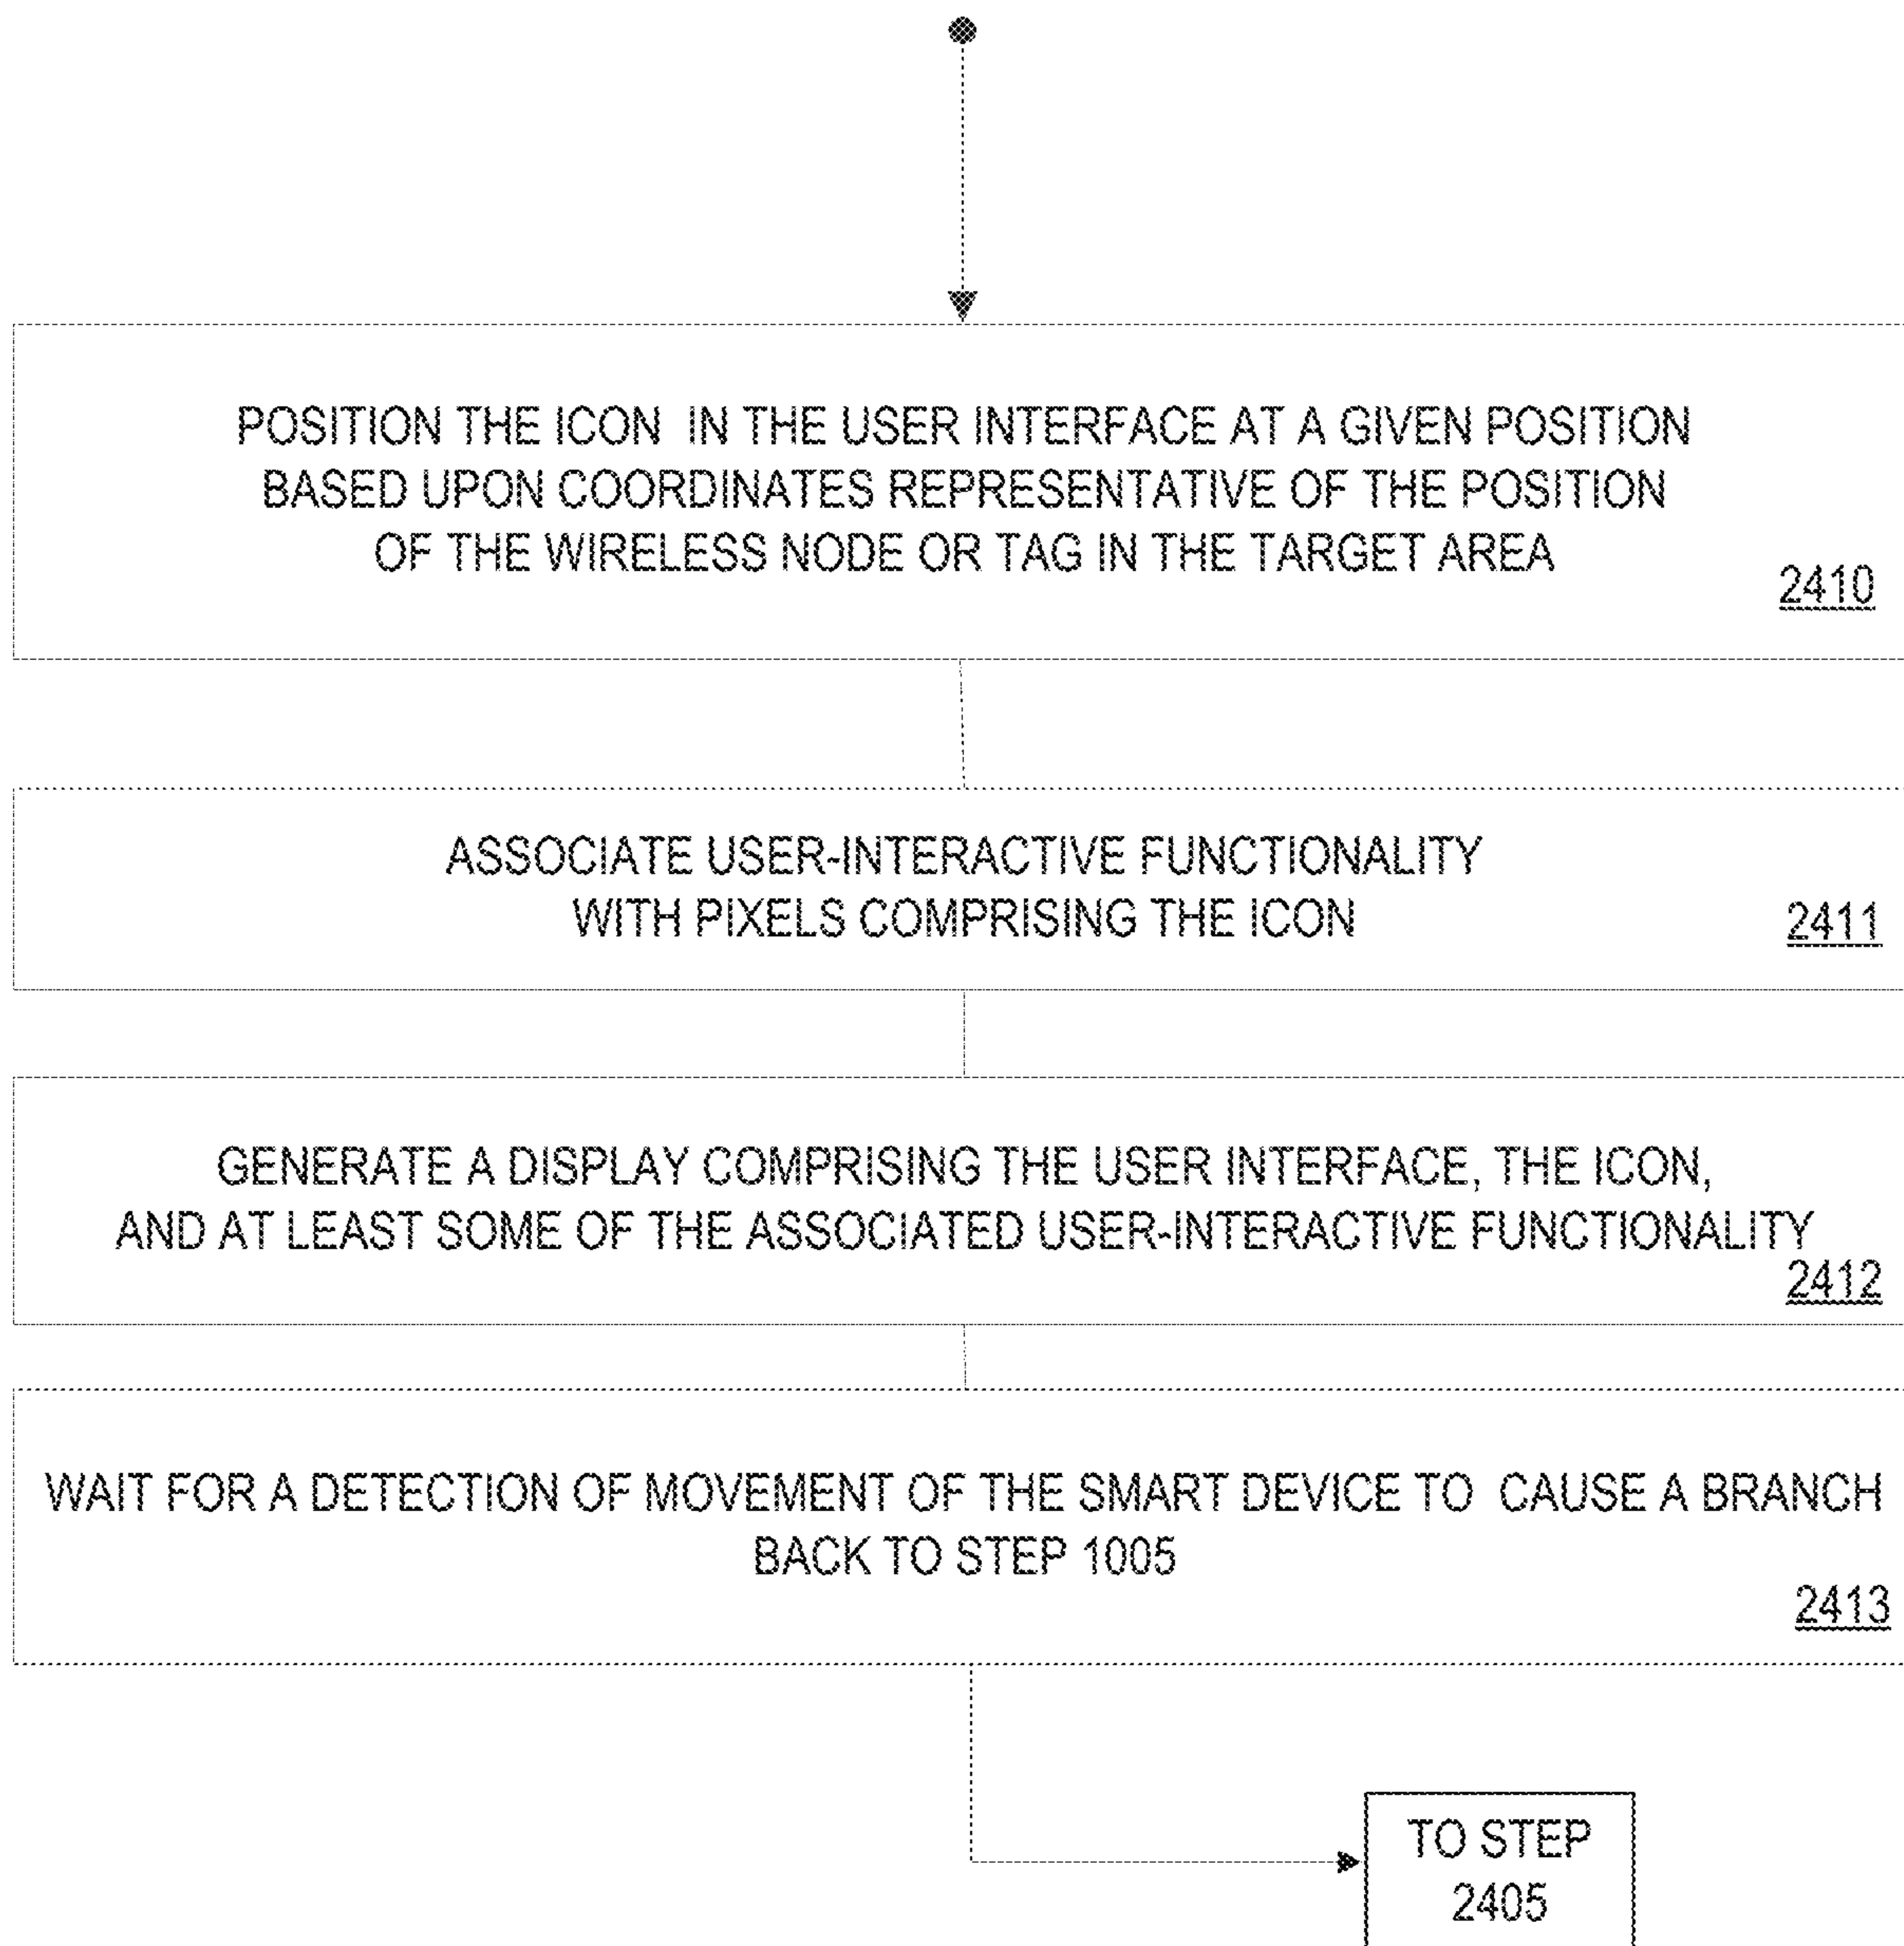 POSITION THE ICON IN THE USER INTERFACE AT A GIVEN POSITION
BASED UPON COORDINATES REPRESENTATIVE OF THE POSITION
OF THE WIRELESS NODE OR TAG IN THE TARGET AREA
2410
ASSOCIATE USER-INTERACTIVE FUNCTIONALITY
WITH PIXELS COMPRISING THE ICON
2411
GENERATE A DISPLAY COMPRISING THE USER INTERFACE, THE ICON,
AND AT LEAST SOME OF THE ASSOCIATED USER-INTERACTIVE FUNCTIONALITY
2412
WAIT FOR A DETECTION OF MOVEMENT OF THE SMART DEVICE TO CAUSE A BRANCH
BACK TO STEP 1005
2413
TO STEP
2405